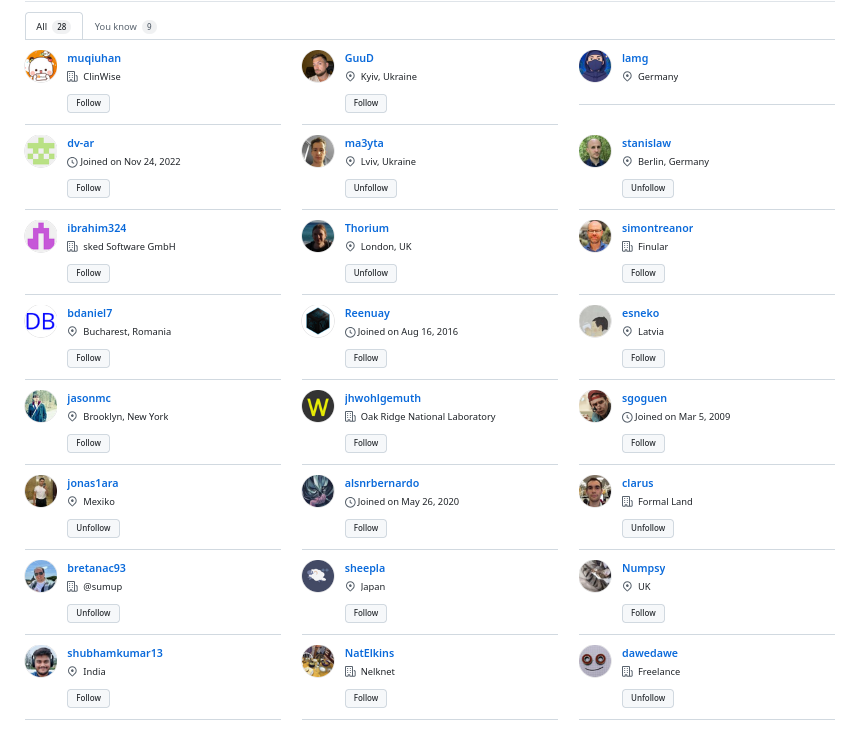 All 28 You know 9
muqiuhan
ClinWise
Follow
GuuD
Kyiv, Ukraine
Follow
lamg
Germany
dv-ar
Joined on Nov 24, 2022
Follow
ma3yta
Lviv, Ukraine
Unfollow
stanislaw
Berlin, Germany
Unfollow
ibrahim324
sked Software GmbH
Follow
Thorium
London, UK
Unfollow
simontreanor
Finular
Follow
DB
bdaniel7
Bucharest, Romania
Follow
Reenuay
Joined on Aug 16, 2016
Follow
esneko
Latvia
Follow
jasonmc
Brooklyn, New York
Follow
W
jhwohlgemuth
Oak Ridge National Laboratory
Follow
sgoguen
Joined on Mar 5, 2009
Follow
jonas1ara
Mexiko
Unfollow
alsnrbernardo
Joined on May 26, 2020
Follow
clarus
Formal Land
Unfollow
bretanac93
@sumup
Unfollow
sheepla
Japan
Follow
Numpsy
UK
Follow
shubhamkumar13
India
Follow
NatElkins
Nelknet
Follow
dawedawe
Freelance
Unfollow